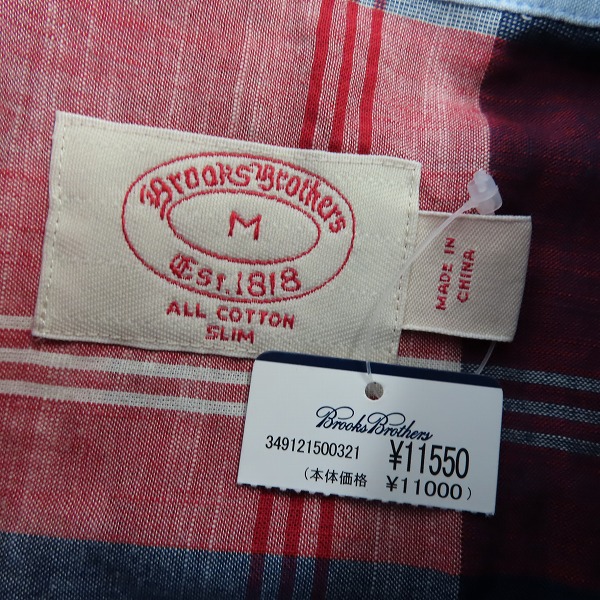 Brooks Brothers
M
Est. 1818
ALL COTTON
SLIM
MADE IN
CHINA
Brooks Brothers
349121500321 ¥11550
(本体価格 ¥11000)